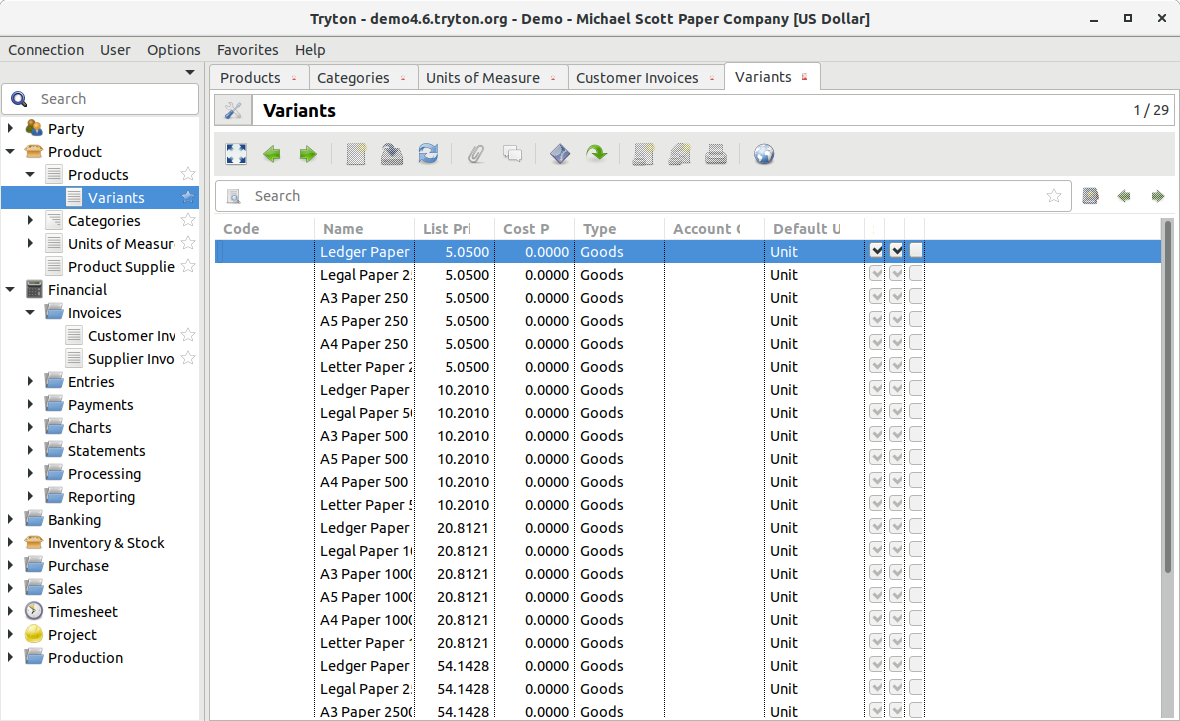 Tryton - demo4.6.tryton.org - Demo - Michael Scott Paper Company [US Dollar]
Connection User Options Favorites Help
Search
Party
Product
Products
Variants
Categories
Units of Measur
Product Supplie
Financial
Invoices
Customer Inv
Supplier Invo
Entries
Payments
Charts
Statements
Processing
Reporting
Banking
Inventory & Stock
Purchase
Sales
Timesheet
Project
Production
Products Categories Units of Measure Customer Invoices Variants
Variants 1 / 29
Search
Code Name List Pri Cost P Type Account Default U
Ledger Paper 5.0500 0.0000 Goods Unit
Legal Paper 2 5.0500 0.0000 Goods Unit
A3 Paper 250 5.0500 0.0000 Goods Unit
A5 Paper 250 5.0500 0.0000 Goods Unit
A4 Paper 250 5.0500 0.0000 Goods Unit
Letter Paper 2 5.0500 0.0000 Goods Unit
Ledger Paper 10.2010 0.0000 Goods Unit
Legal Paper 5 10.2010 0.0000 Goods Unit
A3 Paper 500 10.2010 0.0000 Goods Unit
A5 Paper 500 10.2010 0.0000 Goods Unit
A4 Paper 500 10.2010 0.0000 Goods Unit
Letter Paper 5 10.2010 0.0000 Goods Unit
Ledger Paper 20.8121 0.0000 Goods Unit
Legal Paper 1 20.8121 0.0000 Goods Unit
A3 Paper 1000 20.8121 0.0000 Goods Unit
A5 Paper 1000 20.8121 0.0000 Goods Unit
A4 Paper 1000 20.8121 0.0000 Goods Unit
Letter Paper 1 20.8121 0.0000 Goods Unit
Ledger Paper 54.1428 0.0000 Goods Unit
Legal Paper 2 54.1428 0.0000 Goods Unit
A3 Paper 2500 54.1428 0.0000 Goods Unit